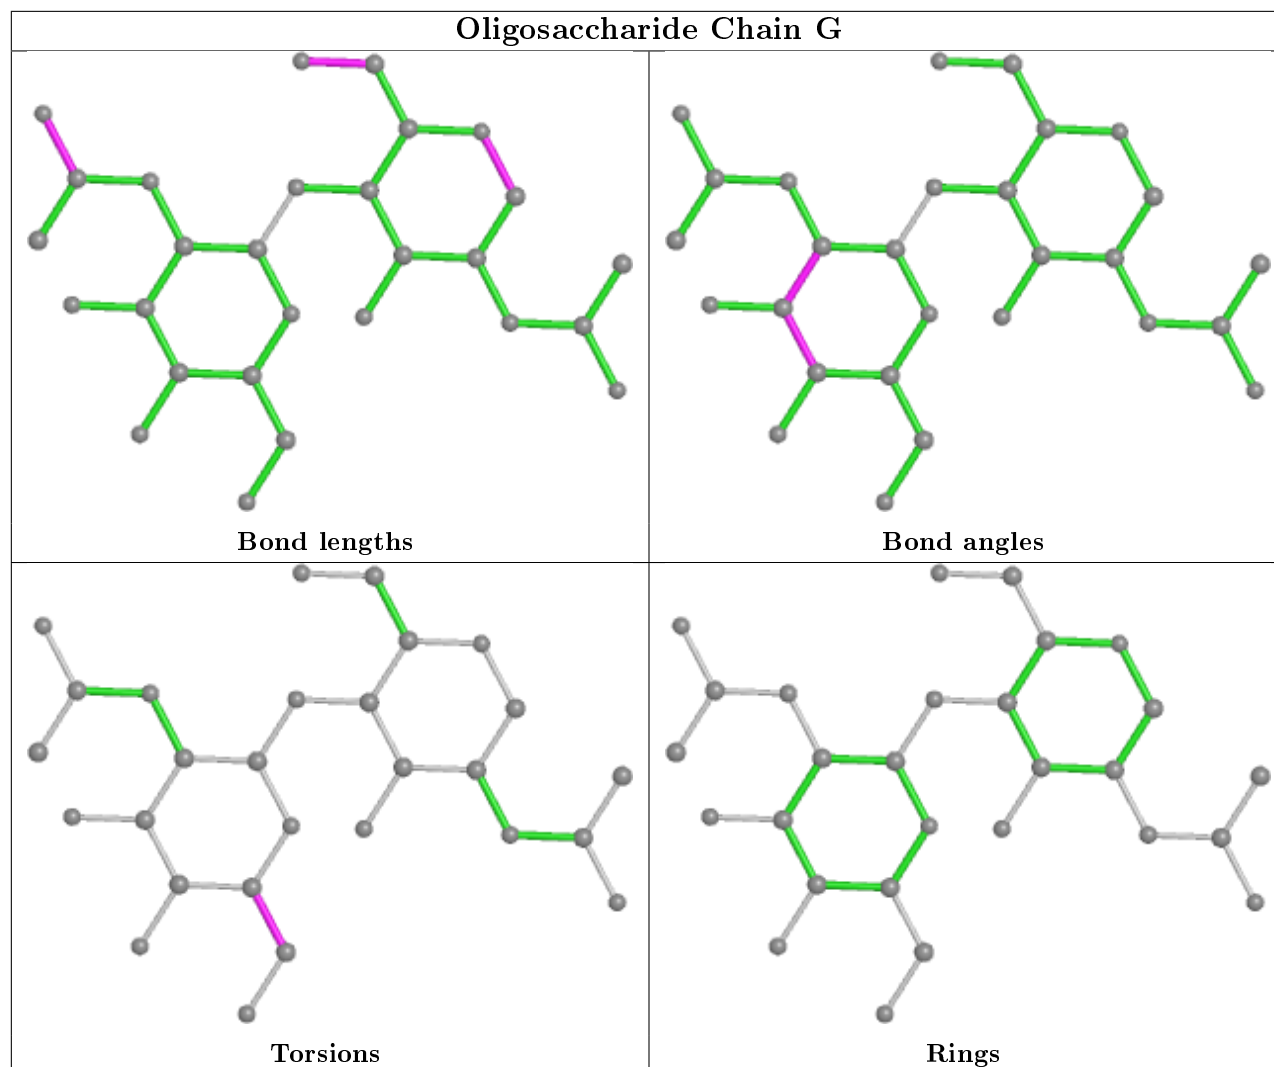 Oligosaccharide Chain G
Bond lengths
Bond angles
Torsions
Rings